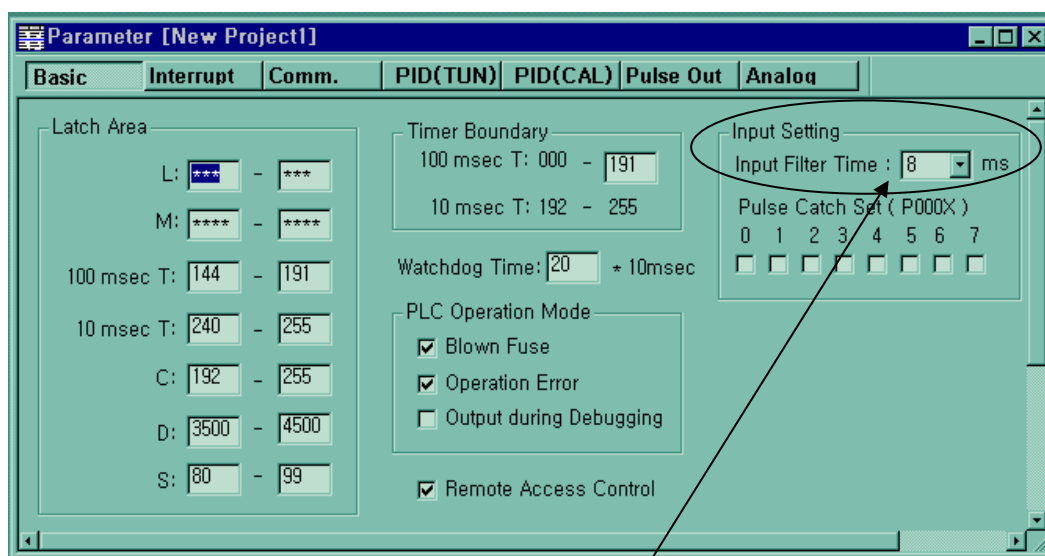 Parameter [New Project1]
Basic Interrupt Comm. PID(TUN) PID(CAL) Pulse Out Analog
Latch Area
L: *** - ***
M: **** - ****
100 msec T: 144 - 191
10 msec T: 240 - 255
C: 192 - 255
D: 3500 - 4500
S: 80 - 99
Timer Boundary
100 msec T: 000 - 191
10 msec T: 192 - 255
Watchdog Time: 20 * 10msec
PLC Operation Mode
Blown Fuse
Operation Error
Output during Debugging
Remote Access Control
Input Setting
Input Filter Time : 8 ms
Pulse Catch Set ( P000X )
0 1 2 3 4 5 6 7